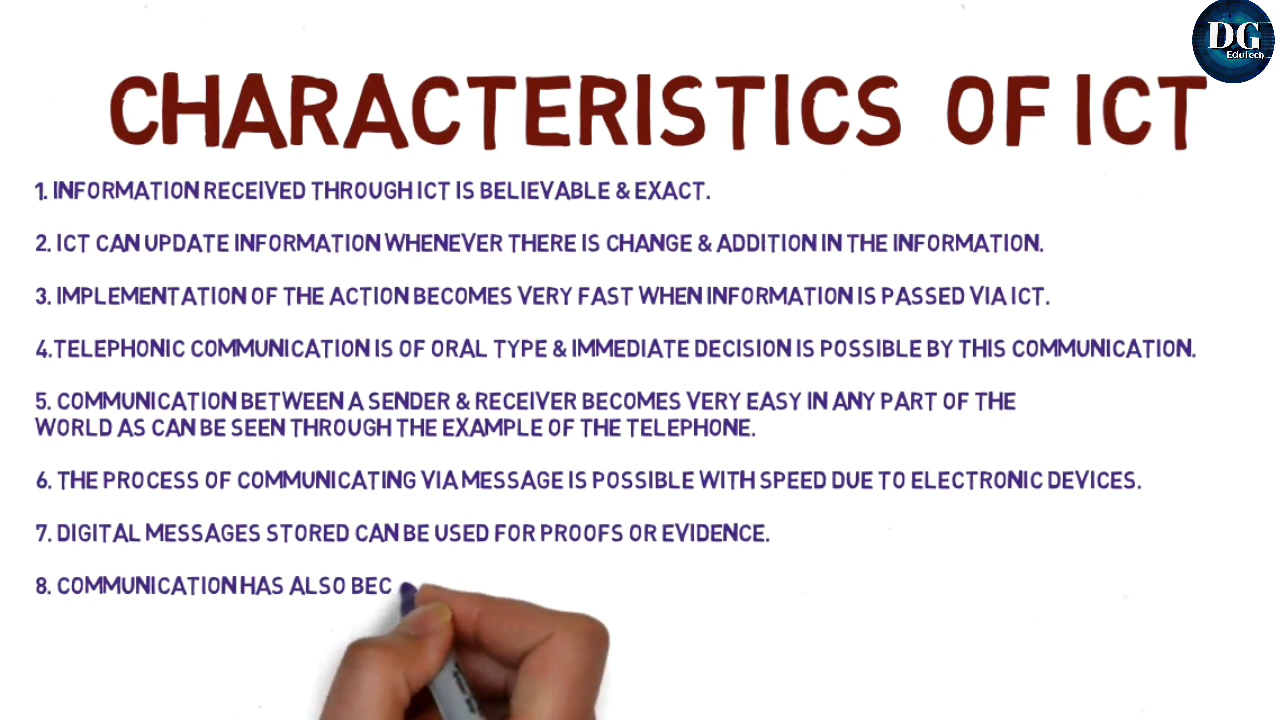 DG
EduTech
CHARACTERISTICS OF ICT
1. INFORMATION RECEIVED THROUGH ICT IS BELIEVABLE & EXACT.
2. ICT CAN UPDATE INFORMATION WHENEVER THERE IS CHANGE & ADDITION IN THE INFORMATION.
3. IMPLEMENTATION OF THE ACTION BECOMES VERY FAST WHEN INFORMATION IS PASSED VIA ICT.
4.TELEPHONIC COMMUNICATION IS OF ORAL TYPE & IMMEDIATE DECISION IS POSSIBLE BY THIS COMMUNICATION.
5. COMMUNICATION BETWEEN A SENDER & RECEIVER BECOMES VERY EASY IN ANY PART OF THE
WORLD AS CAN BE SEEN THROUGH THE EXAMPLE OF THE TELEPHONE.
6. THE PROCESS OF COMMUNICATING VIA MESSAGE IS POSSIBLE WITH SPEED DUE TO ELECTRONIC DEVICES.
7. DIGITAL MESSAGES STORED CAN BE USED FOR PROOFS OR EVIDENCE.
8. COMMUNICATION HAS ALSO BEC